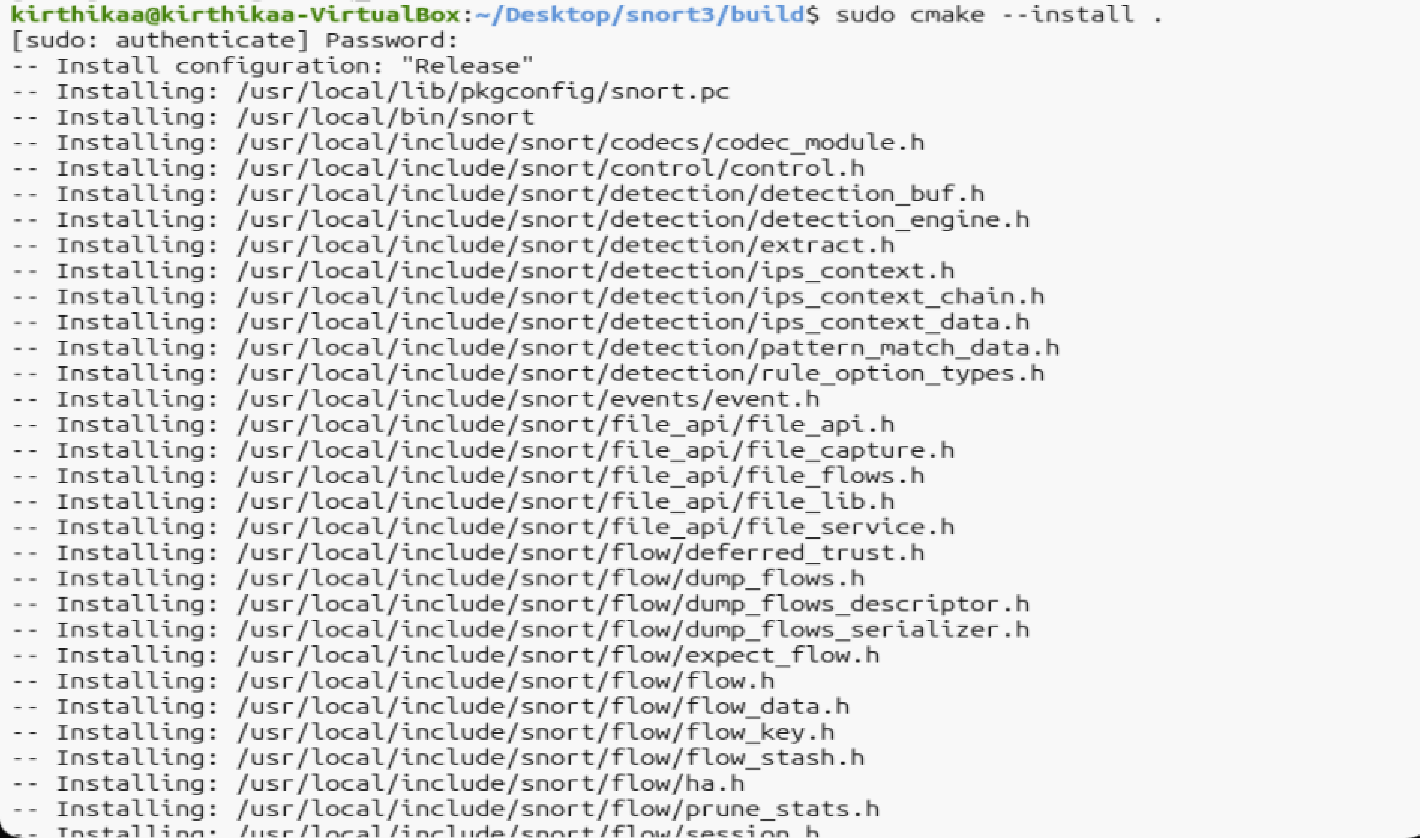 kirthikaa@kirthikaa-VirtualBox:~/Desktop/snort3/build$ sudo cmake --install .
[sudo: authenticate] Password:
-- Install configuration: "Release"
-- Installing: /usr/local/lib/pkgconfig/snort.pc
-- Installing: /usr/local/bin/snort
-- Installing: /usr/local/include/snort/codecs/codec_module.h
-- Installing: /usr/local/include/snort/control/control.h
-- Installing: /usr/local/include/snort/detection/detection_buf.h
-- Installing: /usr/local/include/snort/detection/detection_engine.h
-- Installing: /usr/local/include/snort/detection/extract.h
-- Installing: /usr/local/include/snort/detection/ips_context.h
-- Installing: /usr/local/include/snort/detection/ips_context_chain.h
-- Installing: /usr/local/include/snort/detection/ips_context_data.h
-- Installing: /usr/local/include/snort/detection/pattern_match_data.h
-- Installing: /usr/local/include/snort/detection/rule_option_types.h
-- Installing: /usr/local/include/snort/events/event.h
-- Installing: /usr/local/include/snort/file_api/file_api.h
-- Installing: /usr/local/include/snort/file_api/file_capture.h
-- Installing: /usr/local/include/snort/file_api/file_flows.h
-- Installing: /usr/local/include/snort/file_api/file_lib.h
-- Installing: /usr/local/include/snort/file_api/file_service.h
-- Installing: /usr/local/include/snort/flow/deferred_trust.h
-- Installing: /usr/local/include/snort/flow/dump_flows.h
-- Installing: /usr/local/include/snort/flow/dump_flows_descriptor.h
-- Installing: /usr/local/include/snort/flow/dump_flows_serializer.h
-- Installing: /usr/local/include/snort/flow/expect_flow.h
-- Installing: /usr/local/include/snort/flow/flow.h
-- Installing: /usr/local/include/snort/flow/flow_data.h
-- Installing: /usr/local/include/snort/flow/flow_key.h
-- Installing: /usr/local/include/snort/flow/flow_stash.h
-- Installing: /usr/local/include/snort/flow/ha.h
-- Installing: /usr/local/include/snort/flow/prune_stats.h
-- Installing: /usr/local/include/snort/flow/session.h